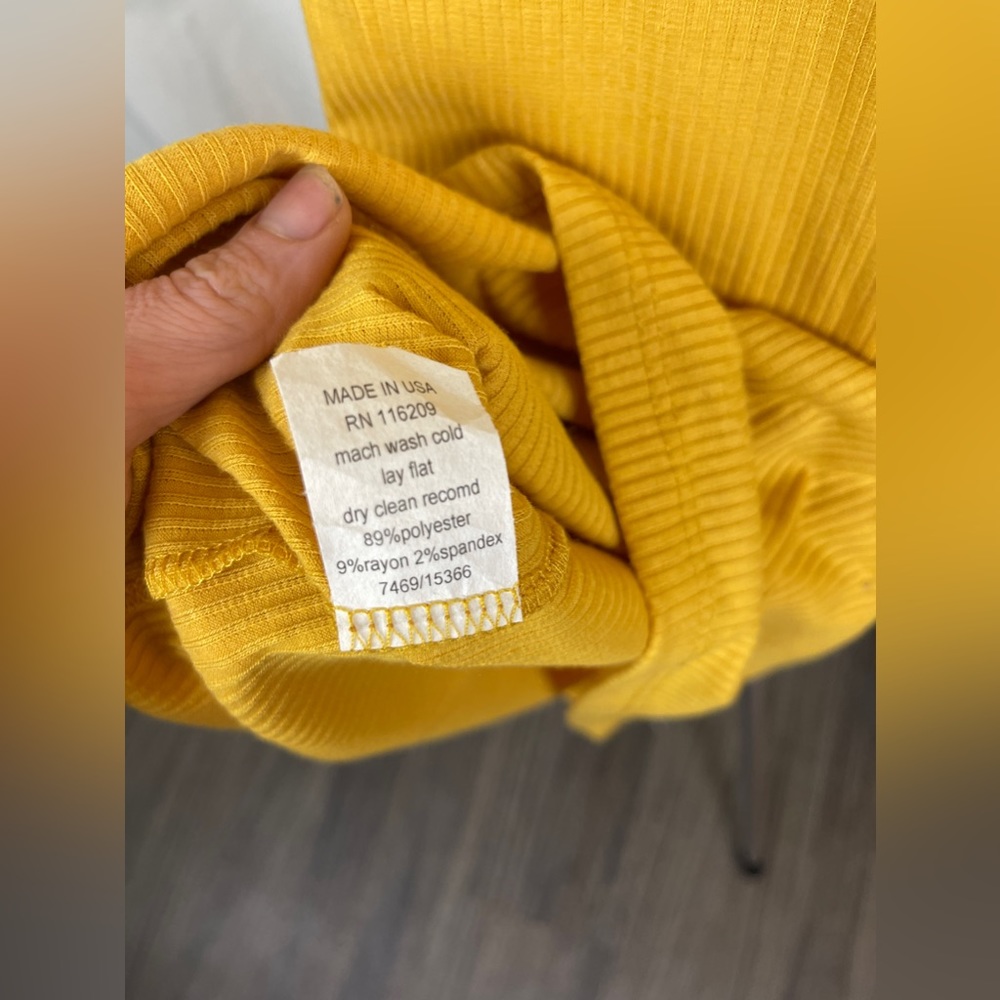 MADE IN USA
RN 116209
mach wash cold
lay flat
dry clean recomd
89%polyester
9%rayon 2%spandex
7469/15366